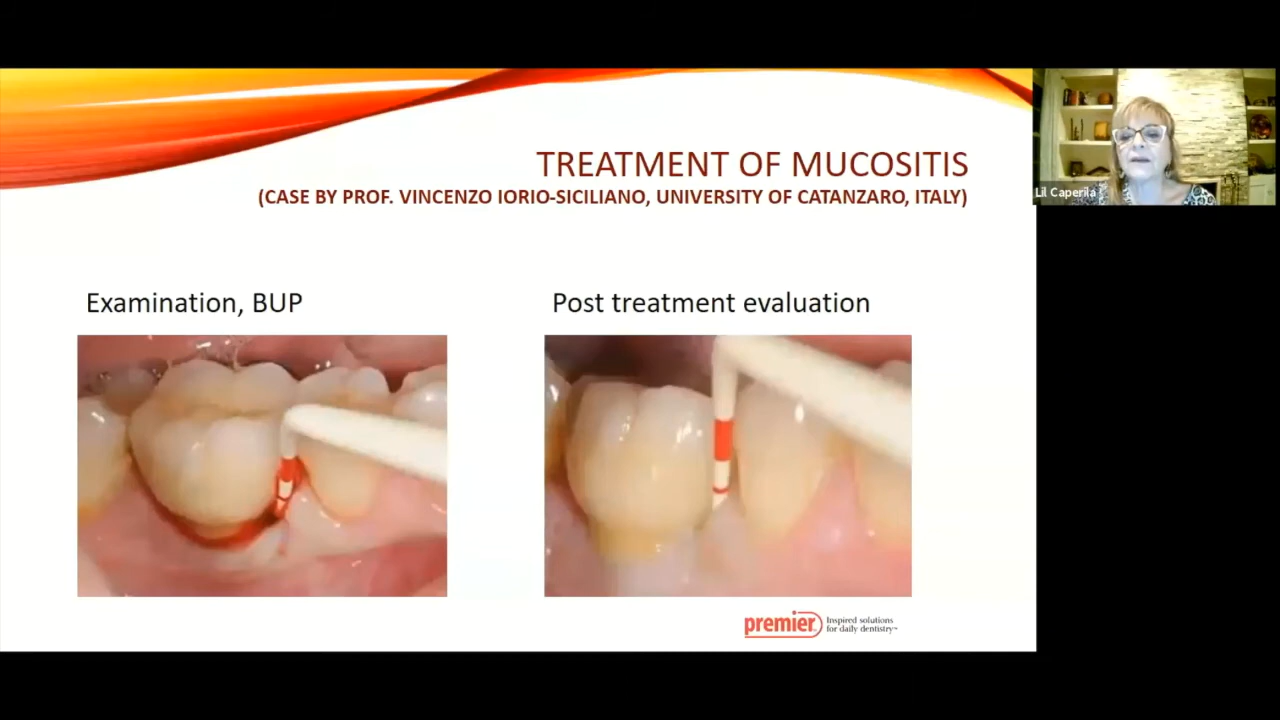 TREATMENT OF MUCOSITIS
(CASE BY PROF. VINCENZO IORIO-SICILIANO, UNIVERSITY OF CATANZARO, ITALY)
Lil Caperila
Examination, BUP
Post treatment evaluation
premier
Inspired solutions
for daily dentistry™